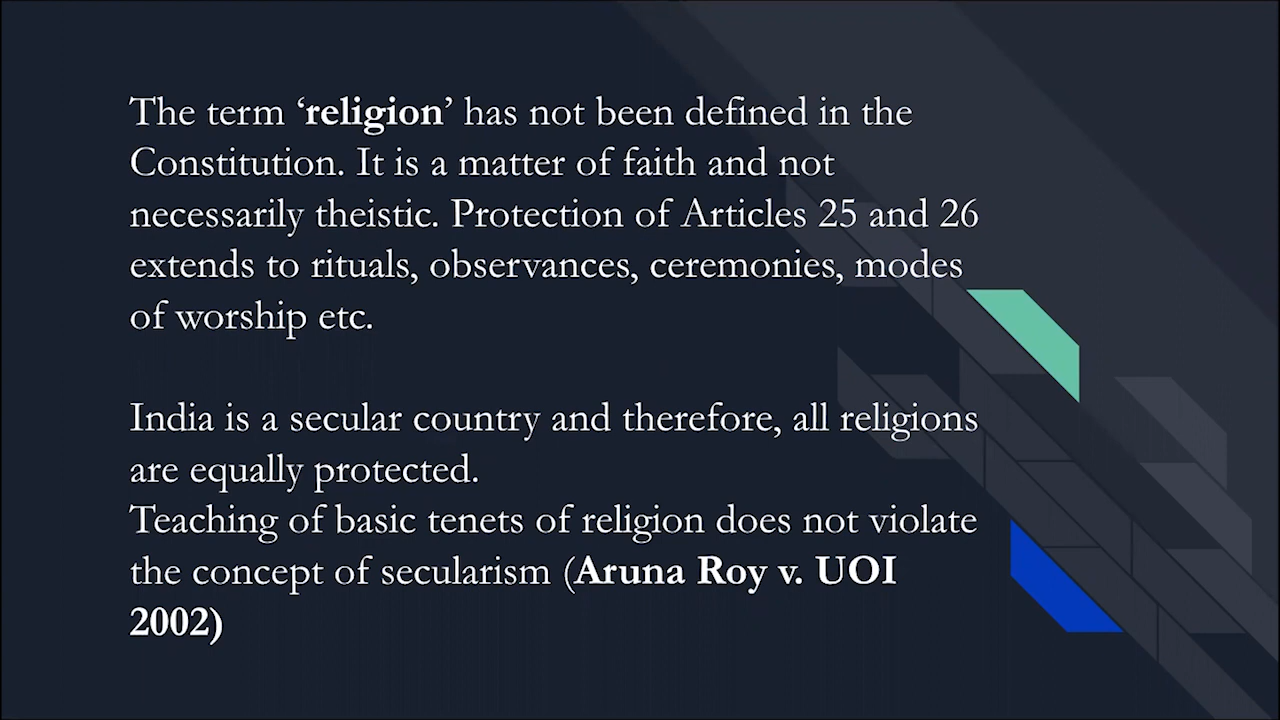 The term ‘religion’ has not been defined in the
Constitution. It is a matter of faith and not
necessarily theistic. Protection of Articles 25 and 26
extends to rituals, observances, ceremonies, modes
of worship etc.
India is a secular country and therefore, all religions
are equally protected.
Teaching of basic tenets of religion does not violate
the concept of secularism (Aruna Roy v. UOI
2002)